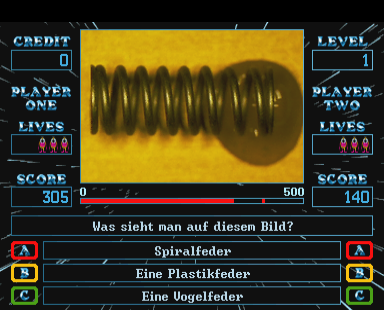 CREDIT
0
LEVEL
1
PLAYER
ONE
PLAYER
TWO
LIVES
LIVES
SCORE
305
0
500
SCORE
140
Was sieht man auf diesem Bild?
A
Spiralfeder
A
B
Eine Plastikfeder
B
C
Eine Vogelfeder
C